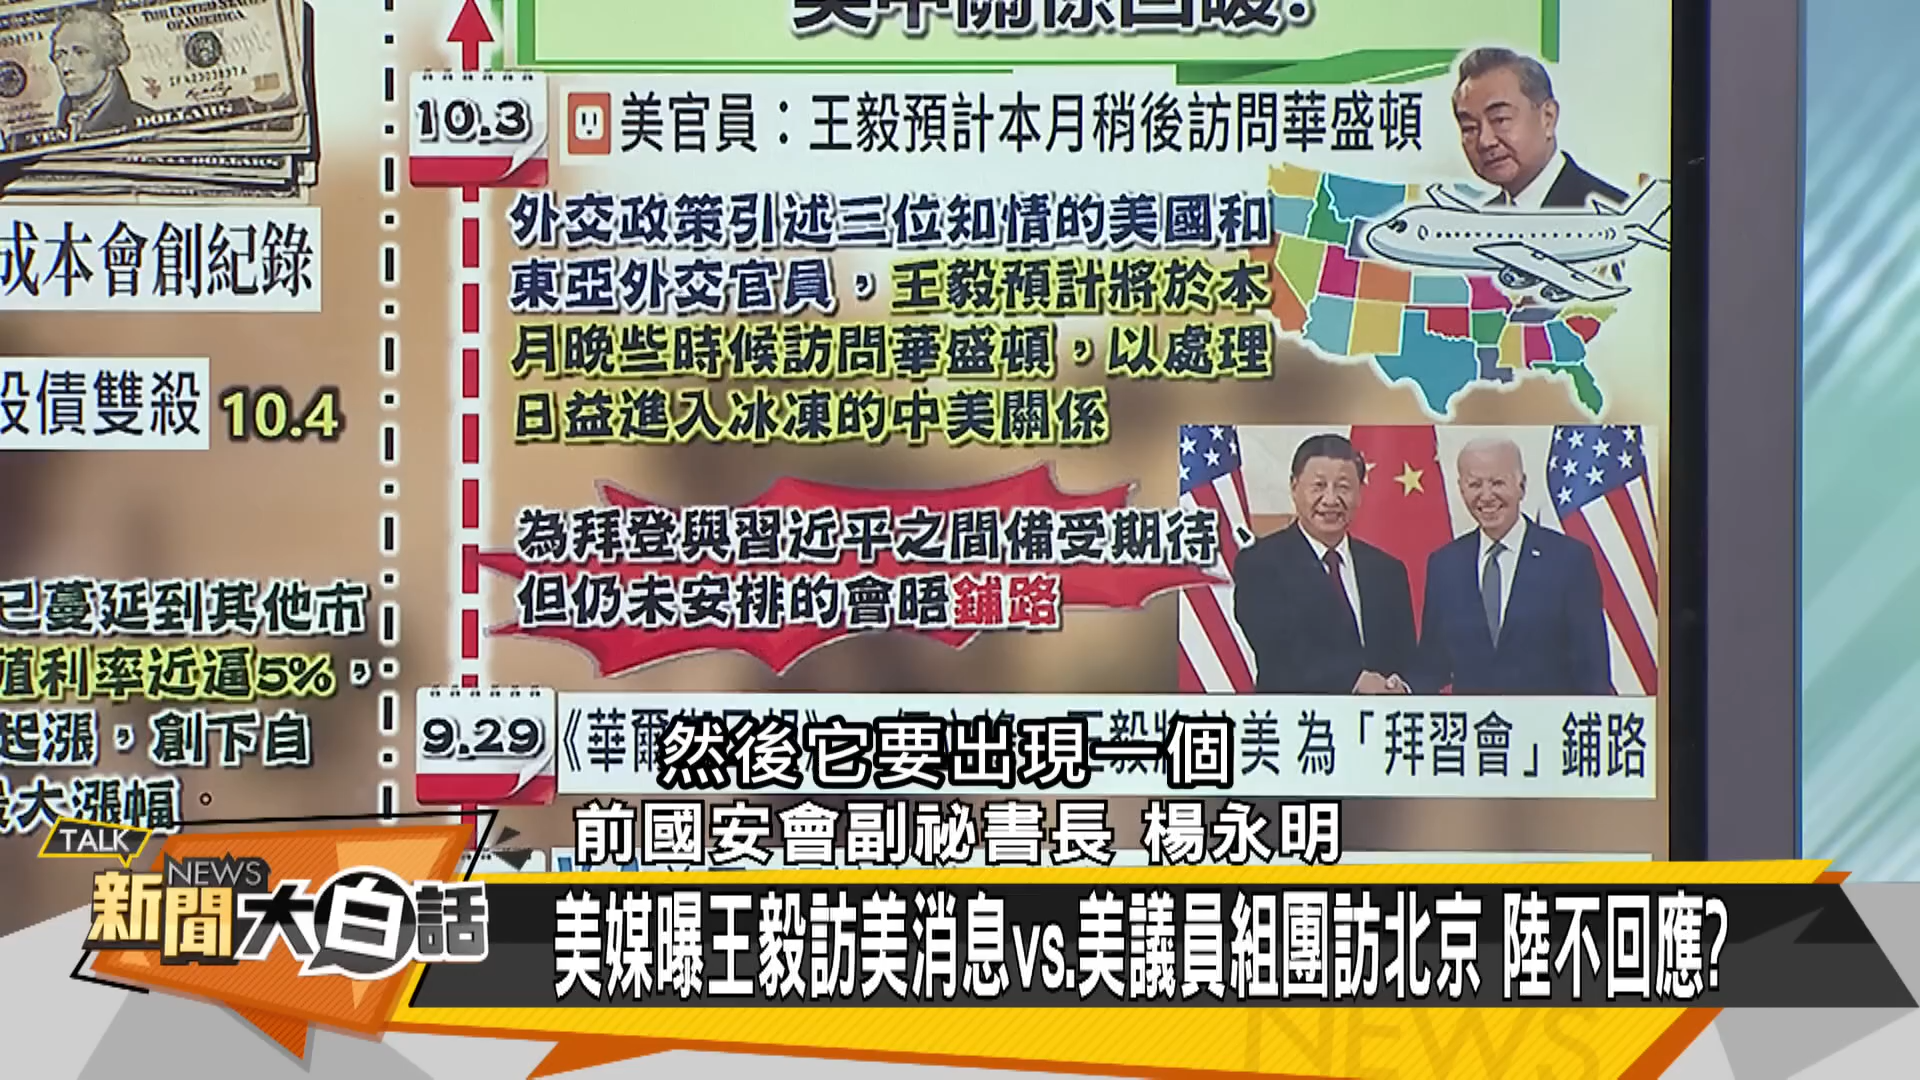 美中關係回暖?
10.3
美官員：王毅預計本月稍後訪問華盛頓
外交政策引述三位知情的美國和
東亞外交官員，王毅預計將於本
月晚些時候訪問華盛頓，以處理
日益進入冰凍的中美關係
為拜登與習近平之間備受期待、
但仍未安排的會晤鋪路
9.29
《華爾
美 為「拜習會」鋪路
成本會創紀錄
股債雙殺 10.4
已蔓延到其他市
殖利率近逼5%，
起漲，創下自
最大漲幅。
然後它要出現一個
前國安會副祕書長 楊永明
TALK
NEWS
新聞大白話
美媒曝王毅訪美消息vs.美議員組團訪北京 陸不回應?
NEWS